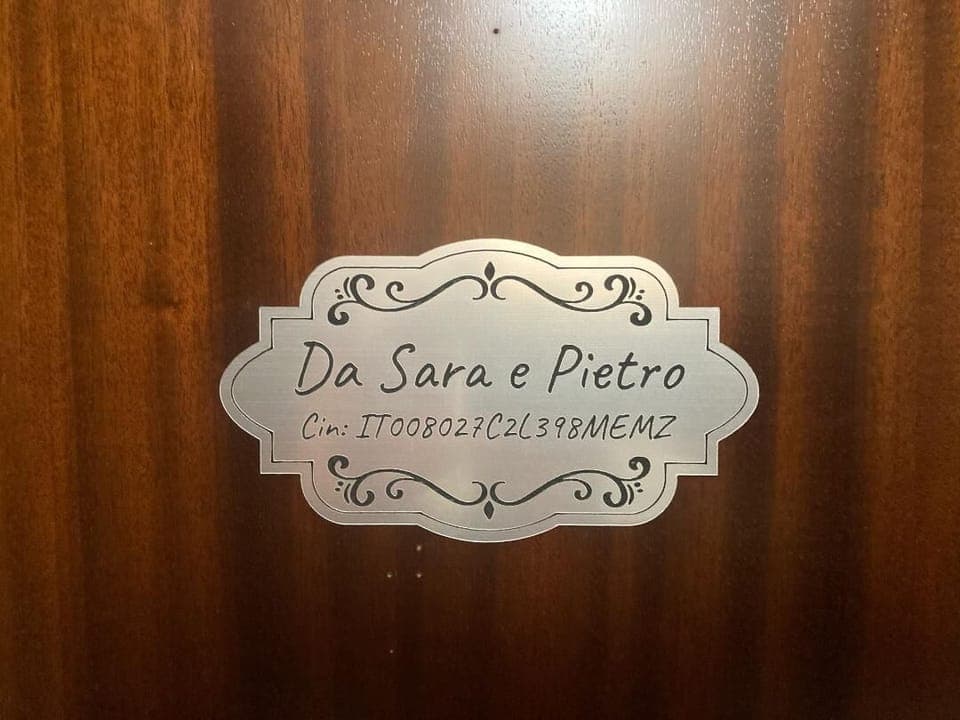 Da Sara e Pietro
Cin: IT008027C2L398MEMZ